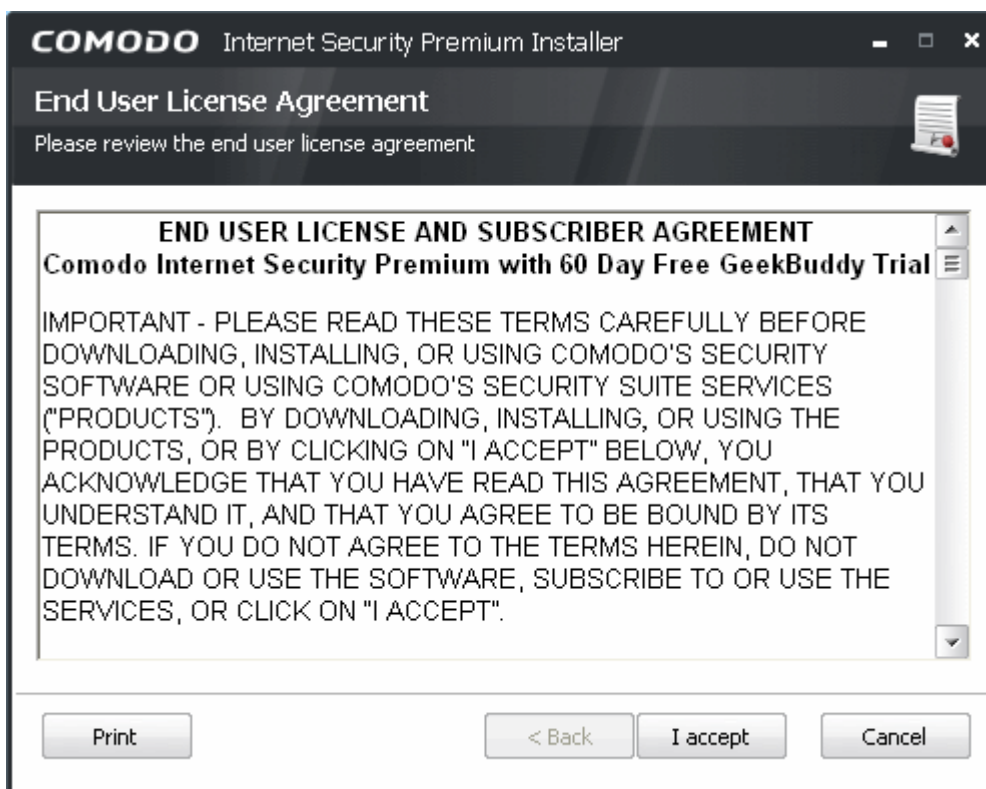 COMODO Internet Security Premium Installer
End User License Agreement
Please review the end user license agreement
END USER LICENSE AND SUBSCRIBER AGREEMENT
Comodo Internet Security Premium with 60 Day Free GeekBuddy Trial
IMPORTANT - PLEASE READ THESE TERMS CAREFULLY BEFORE
DOWNLOADING, INSTALLING, OR USING COMODO'S SECURITY
SOFTWARE OR USING COMODO'S SECURITY SUITE SERVICES
("PRODUCTS").  BY DOWNLOADING, INSTALLING, OR USING THE
PRODUCTS, OR BY CLICKING ON "I ACCEPT" BELOW, YOU
ACKNOWLEDGE THAT YOU HAVE READ THIS AGREEMENT, THAT YOU
UNDERSTAND IT, AND THAT YOU AGREE TO BE BOUND BY ITS
TERMS. IF YOU DO NOT AGREE TO THE TERMS HEREIN, DO NOT
DOWNLOAD OR USE THE SOFTWARE, SUBSCRIBE TO OR USE THE
SERVICES, OR CLICK ON "I ACCEPT".
Print < Back I accept Cancel